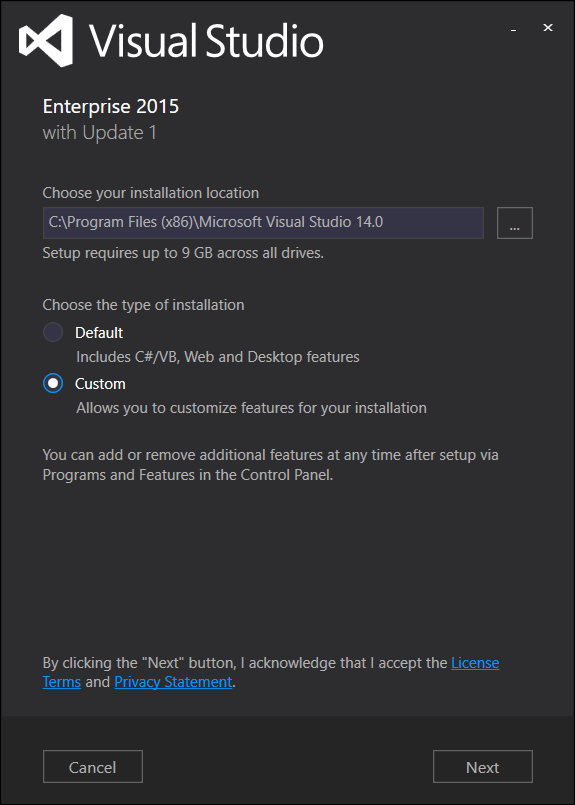 Visual Studio
Enterprise 2015
with Update 1
Choose your installation location
C:\Program Files (x86)\Microsoft Visual Studio 14.0
...
Setup requires up to 9 GB across all drives.
Choose the type of installation
Default
Includes C#/VB, Web and Desktop features
Custom
Allows you to customize features for your installation
You can add or remove additional features at any time after setup via
Programs and Features in the Control Panel.
By clicking the "Next" button, I acknowledge that I accept the License
Terms and Privacy Statement.
Cancel
Next